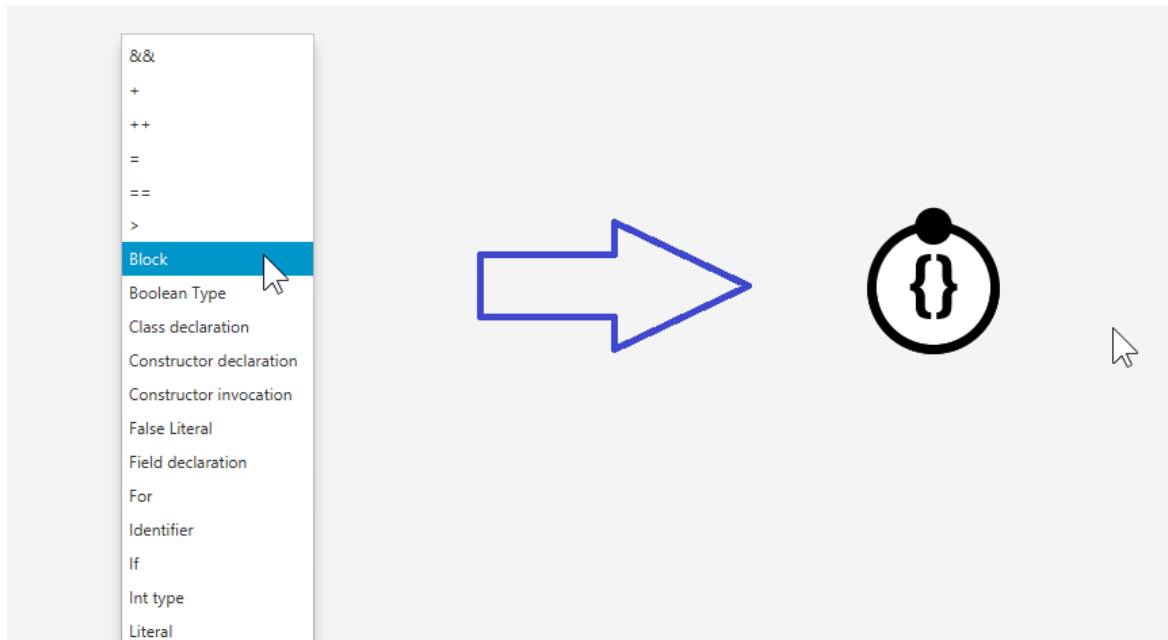 &&
+
++
=
==
>
Block
Boolean Type
Class declaration
Constructor declaration
Constructor invocation
False Literal
Field declaration
For
Identifier
If
Int type
Literal
{}